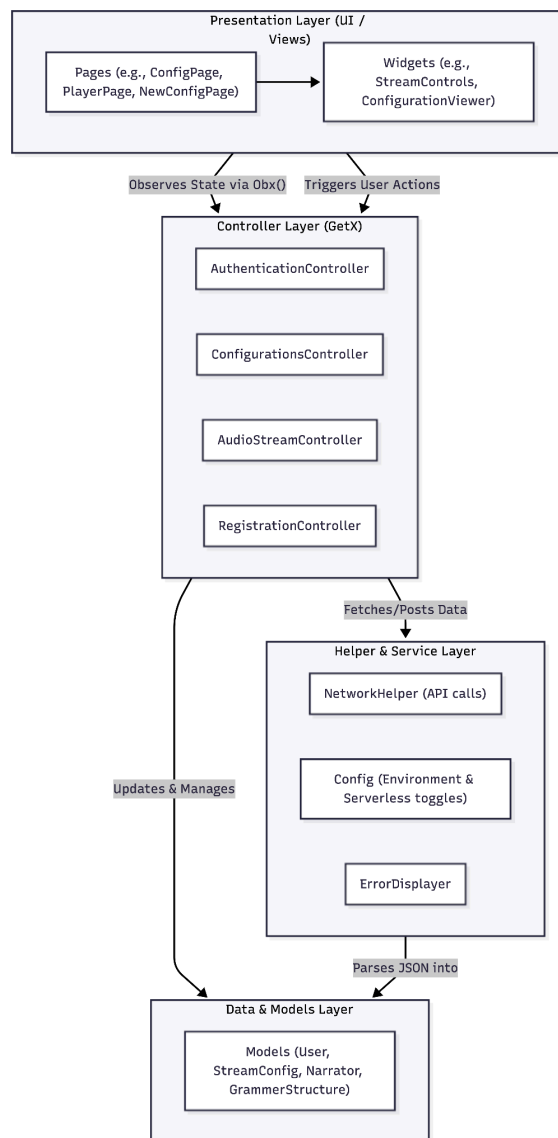 Presentation Layer (UI /
Views)
Pages (e.g., ConfigPage,
PlayerPage, NewConfigPage)
Widgets (e.g.,
StreamControls,
ConfigurationViewer)
Observes State via Obx()
Triggers User Actions
Controller Layer (GetX)
AuthenticationController
ConfigurationsController
AudioStreamController
RegistrationController
Fetches/Posts Data
Helper & Service Layer
NetworkHelper (API calls)
Config (Environment &
Serverless toggles)
Updates & Manages
ErrorDisplayer
Parses JSON into
Data & Models Layer
Models (User,
StreamConfig, Narrator,
GrammerStructure)